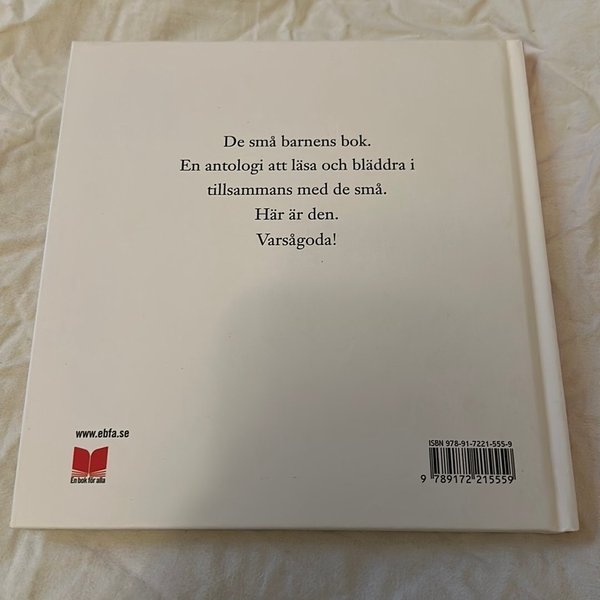 De små barnens bok.
En antologi att läsa och bläddra i
tillsammans med de små.
Här är den.
Varsågoda!
www.ebfa.se
En bok för alla
ISBN 978-91-7221-555-9
9 789172 215559